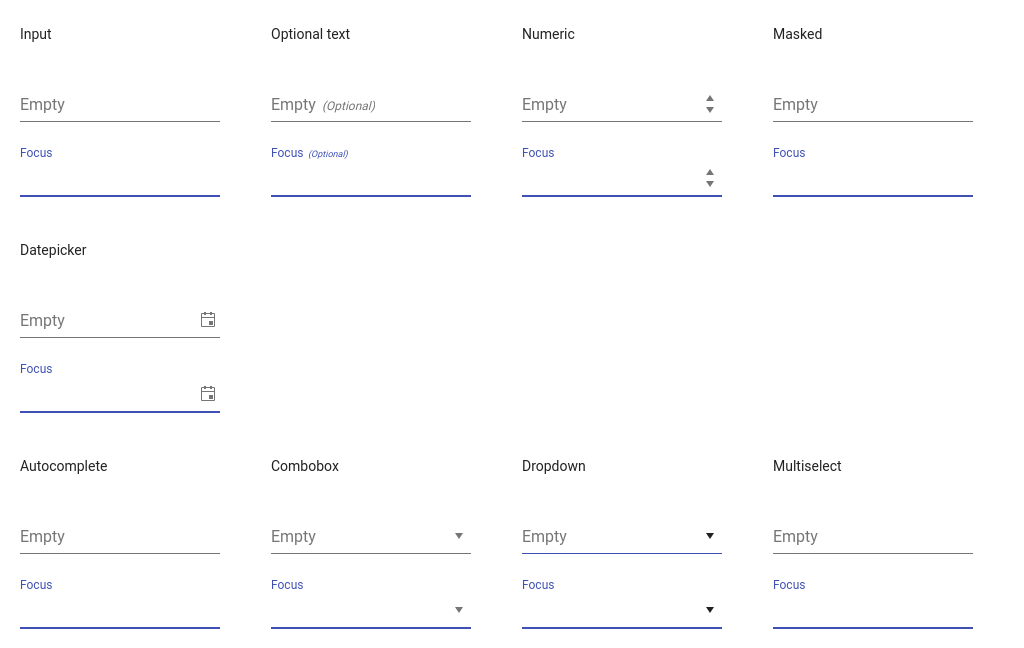 Input Optional text Numeric Masked
Empty Empty (Optional) Empty Empty
Focus Focus (Optional) Focus Focus
Datepicker
Empty
Focus
Autocomplete Combobox Dropdown Multiselect
Empty Empty Empty Empty
Focus Focus Focus Focus